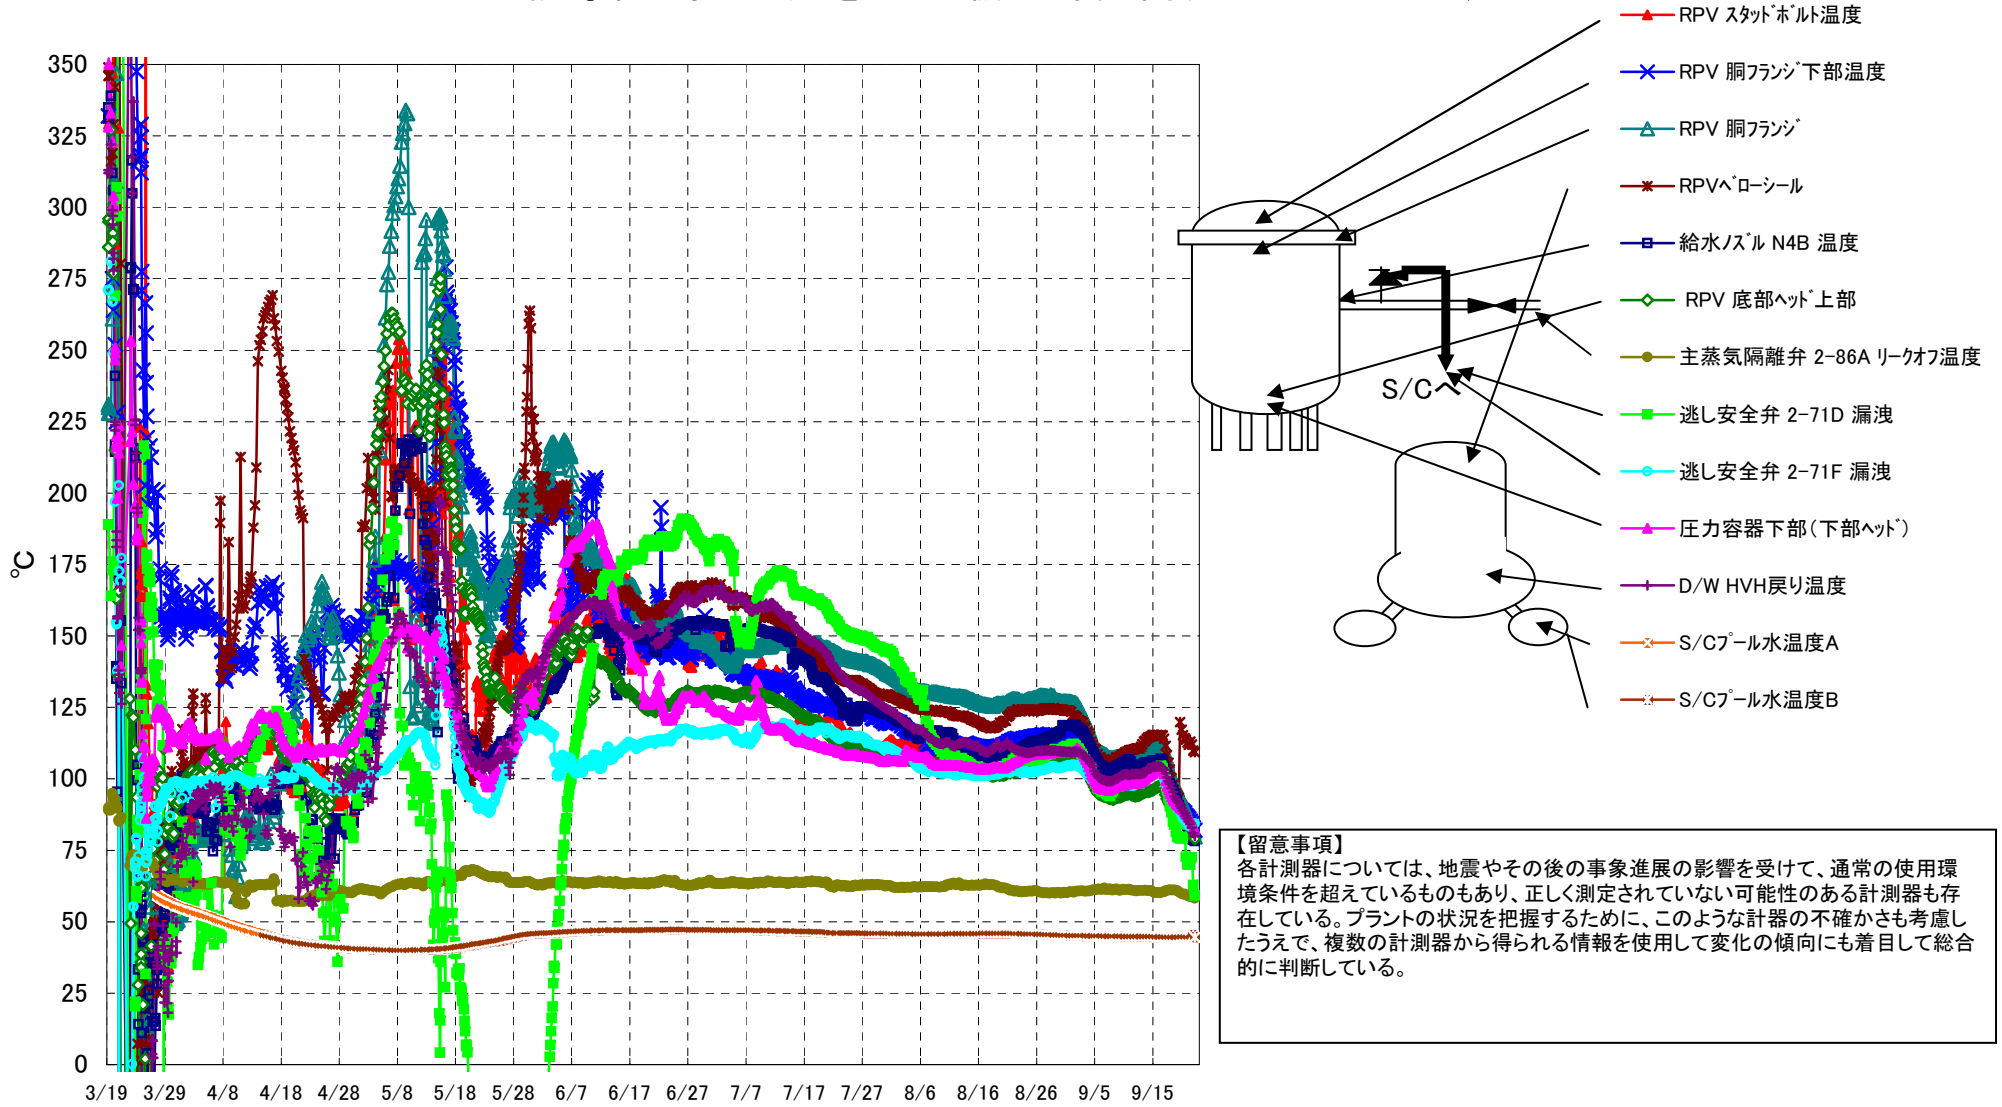 RPV ｽﾀｯﾄﾞﾎﾞﾙﾄ温度
RPV 胴ﾌﾗﾝｼﾞ下部温度
RPV 胴ﾌﾗﾝｼﾞ
RPVﾍﾞﾛｰｼｰﾙ
給水ﾉｽﾞﾙ N4B 温度
RPV 底部ﾍｯﾄﾞ上部
主蒸気隔離弁 2-86A ﾘｰｸｵﾌ温度
逃し安全弁 2-71D 漏洩
逃し安全弁 2-71F 漏洩
圧力容器下部(下部ﾍｯﾄﾞ)
D/W HVH戻り温度
S/Cﾌﾟｰﾙ水温度A
S/Cﾌﾟｰﾙ水温度B
S/Cへ
℃
350
325
300
275
250
225
200
175
150
125
100
75
50
25
0
3/19 3/29 4/8 4/18 4/28 5/8 5/18 5/28 6/7 6/17 6/27 7/7 7/17 7/27 8/6 8/16 8/26 9/5 9/15
【留意事項】
各計測器については、地震やその後の事象進展の影響を受けて、通常の使用環
境条件を超えているものもあり、正しく測定されていない可能性のある計測器も存
在している。プラントの状況を把握するために、このような計器の不確かさも考慮し
たうえで、複数の計測器から得られる情報を使用して変化の傾向にも着目して総合
的に判断している。